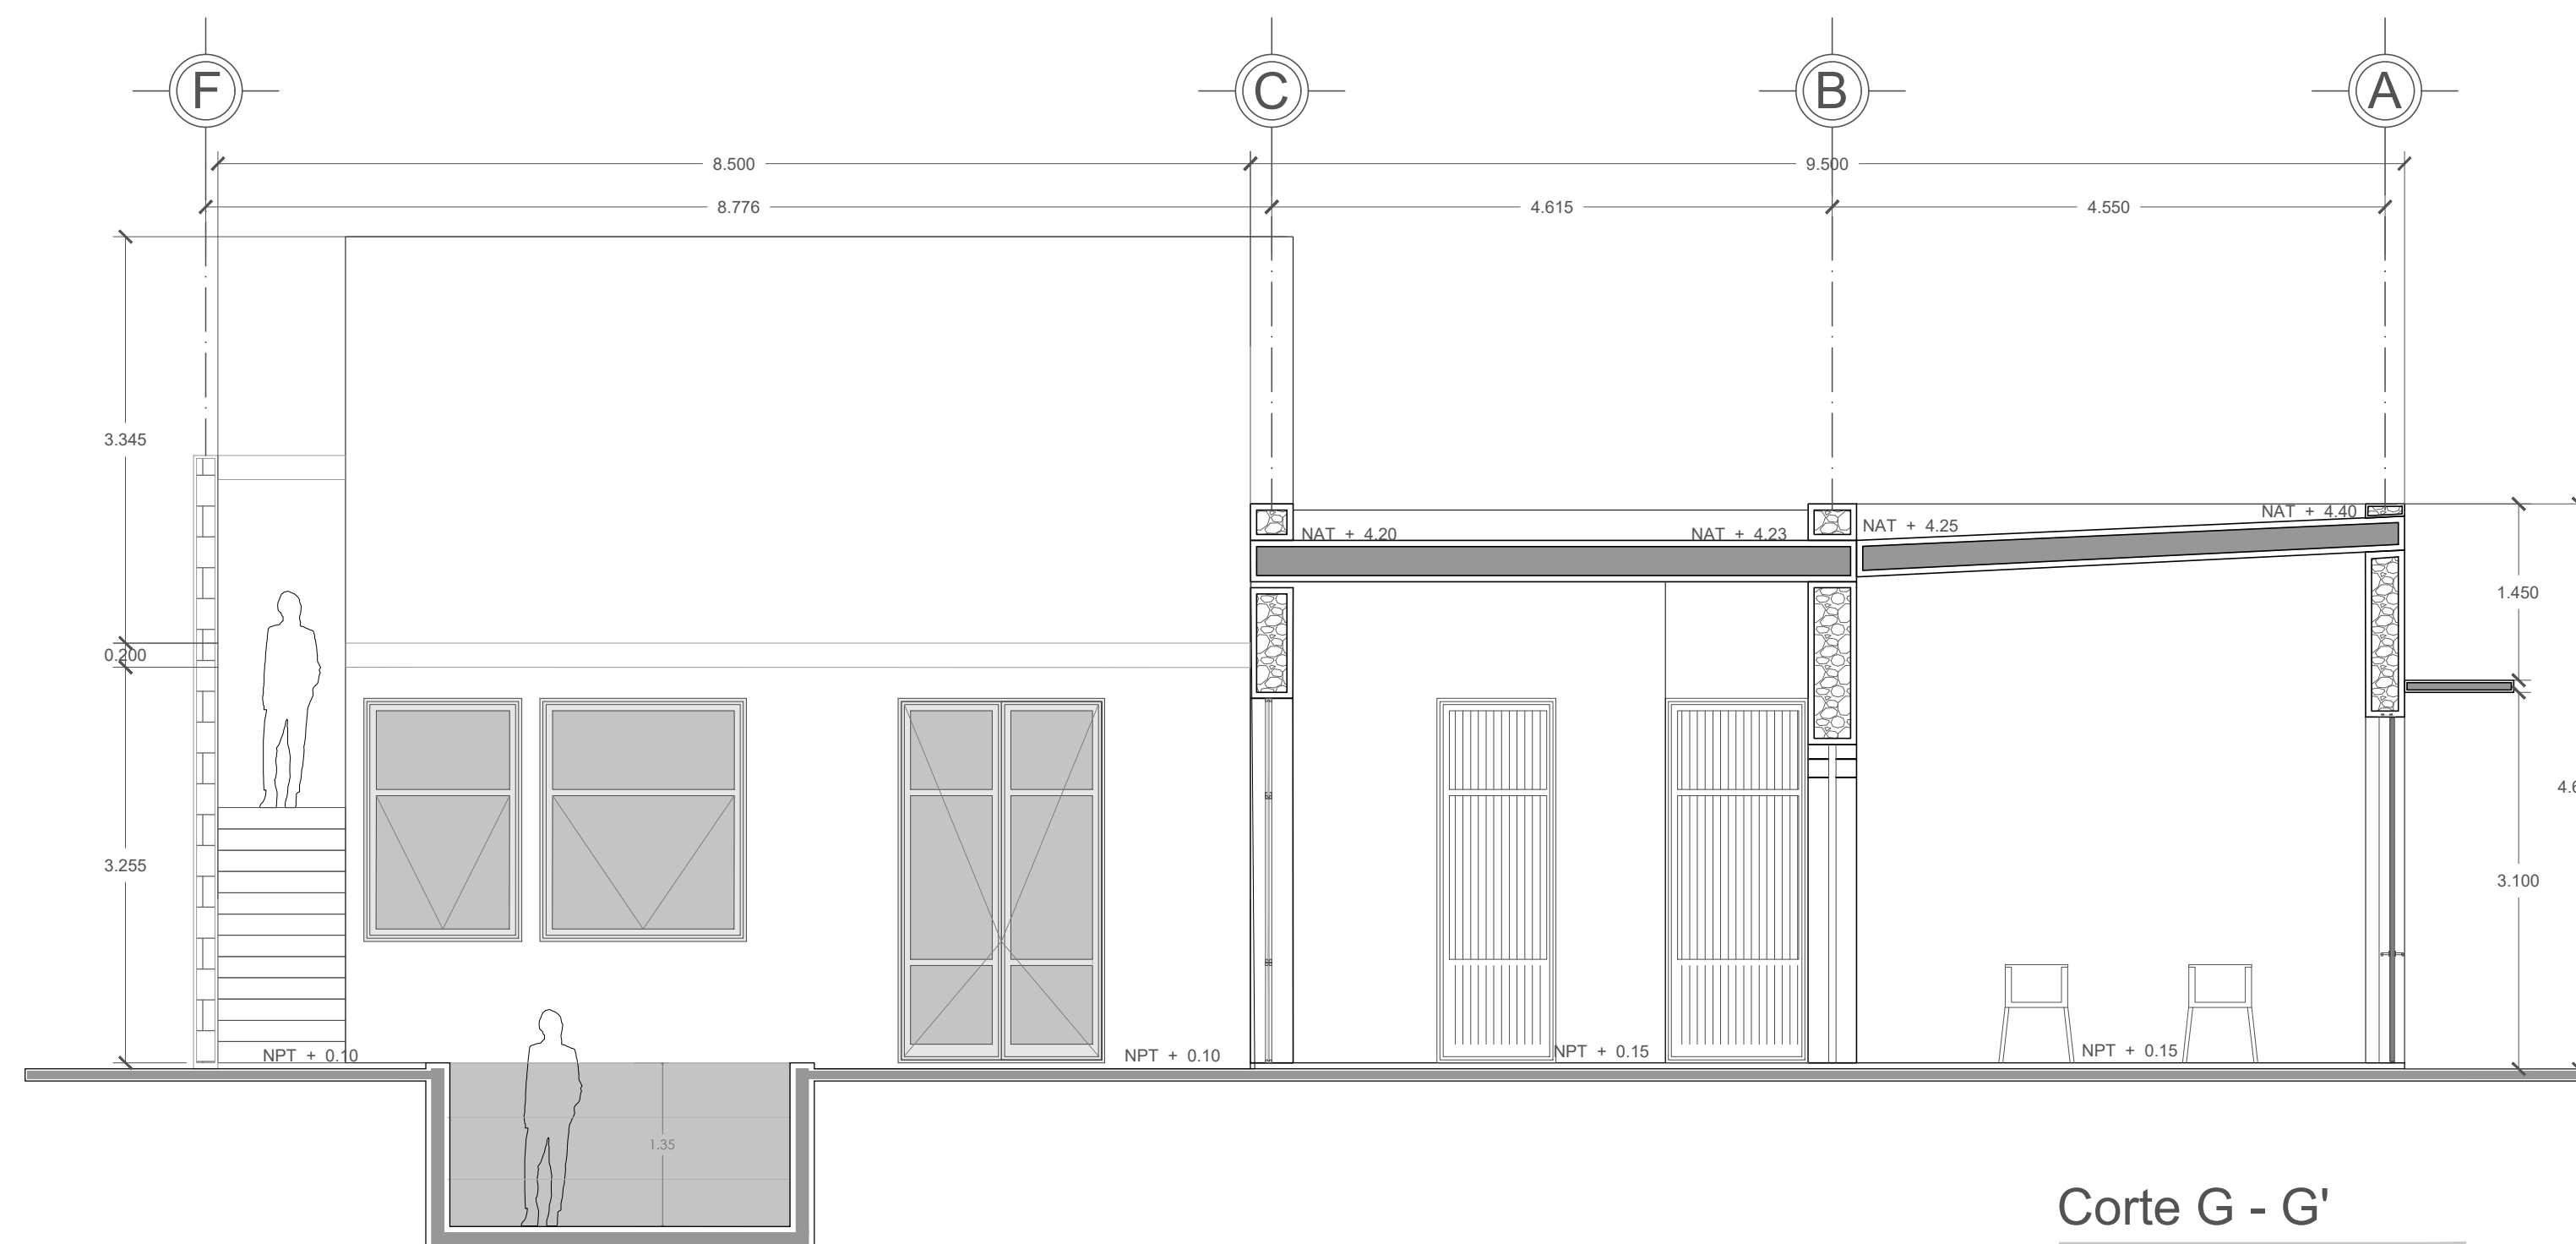 F C B A
8.500 9.500
8.776 4.615 4.550
3.345
NAT + 4.20 NAT + 4.23 NAT + 4.25 NAT + 4.40
1.450
0.200
3.255
3.100
NPT + 0.10 NPT + 0.10 NPT + 0.15 NPT + 0.15
1.35
Corte G - G'